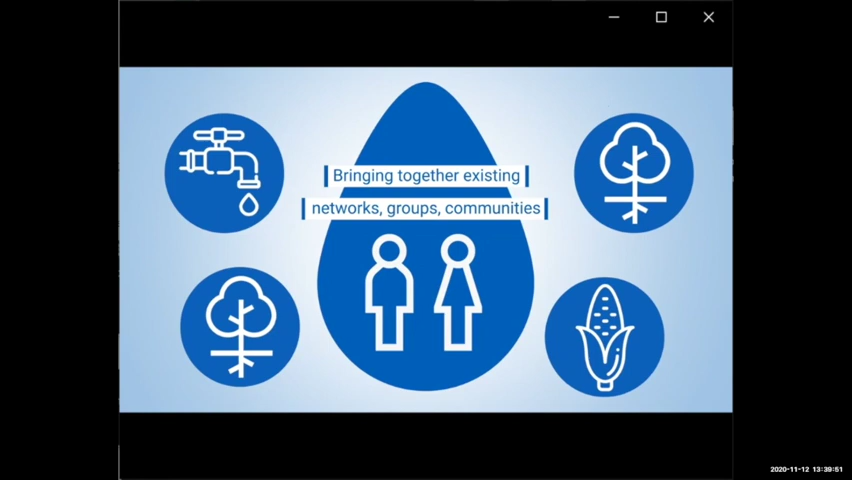 Bringing together existing
networks, groups, communities
2020-11-12 13:39:51